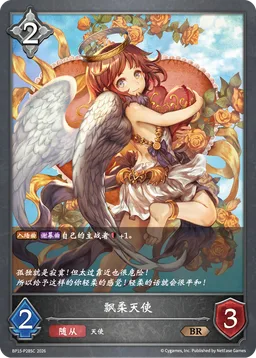 2
入场曲 谢幕曲 自己的主战者 +1。
孤独就是寂寞!但太过靠近也很危险!
所以给予这样的你轻柔的感觉!轻柔的话就会很平和!
飘柔天使
2
随从 天使
BR
3
© Cygames, Inc. Published by NetEase Games